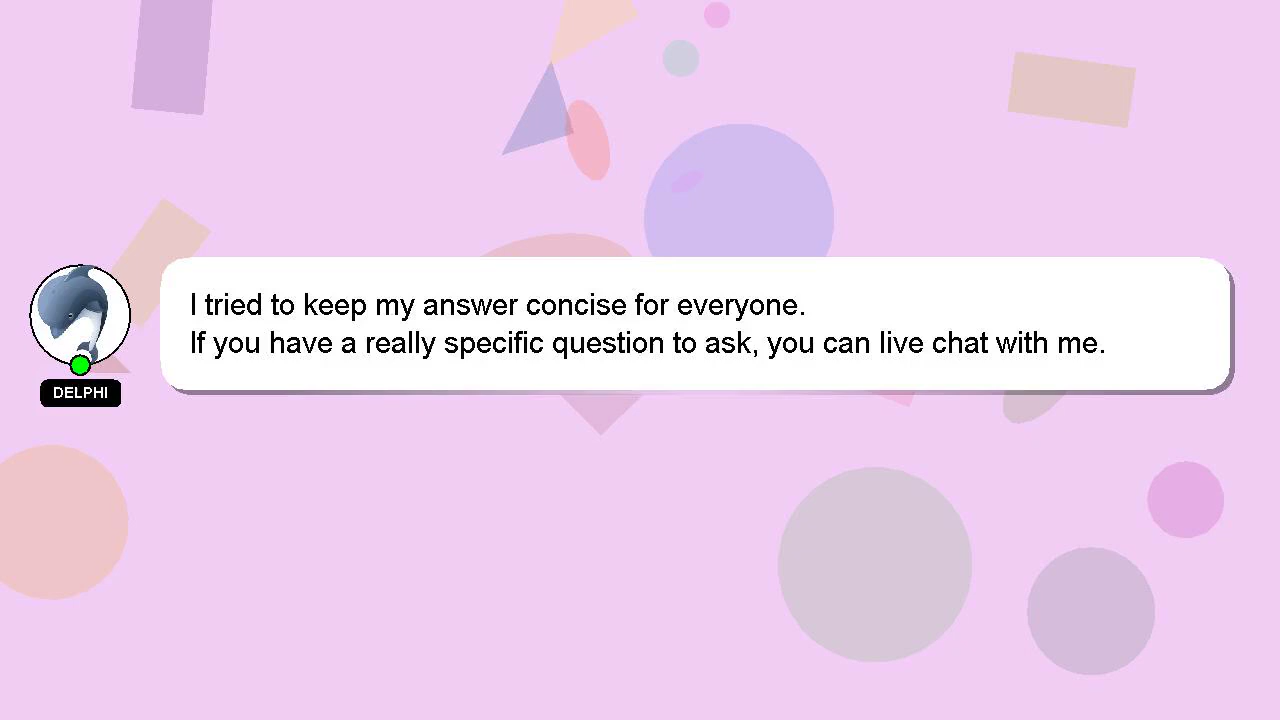 I tried to keep my answer concise for everyone.
If you have a really specific question to ask, you can live chat with me.
DELPHI